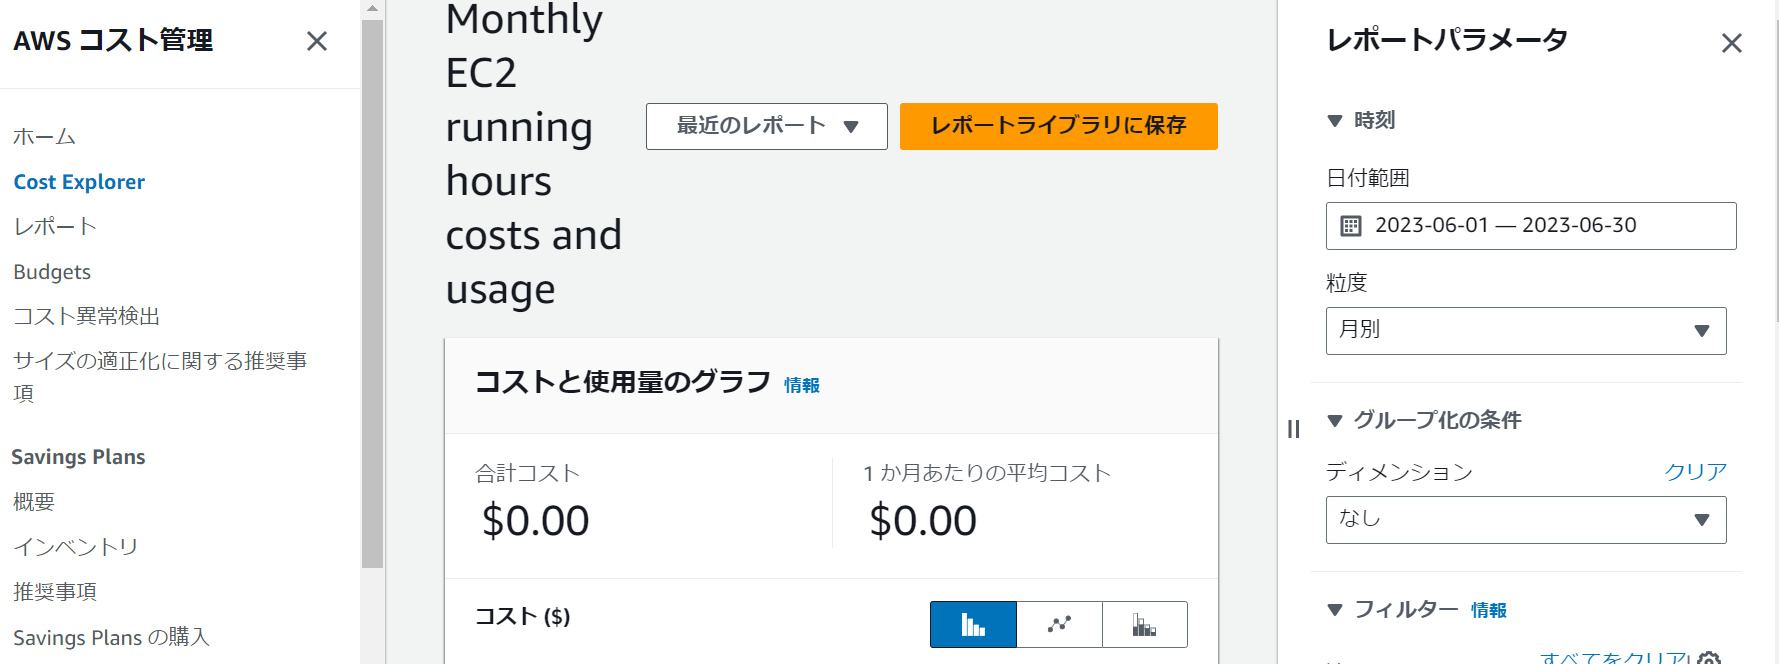 AWS コスト管理
ホーム
Cost Explorer
レポート
Budgets
コスト異常検出
サイズの適正化に関する推奨事
項
Savings Plans
概要
インベントリ
推奨事項
Savings Plans の購入
Monthly
EC2
running
hours
costs and
usage
最近のレポート
レポートライブラリに保存
コストと使用量のグラフ 情報
合計コスト
$0.00
1 か月あたりの平均コスト
$0.00
コスト ($)
レポートパラメータ
時刻
日付範囲
2023-06-01 — 2023-06-30
粒度
月別
グループ化の条件
ディメンション クリア
なし
フィルター 情報
すべてをクリア